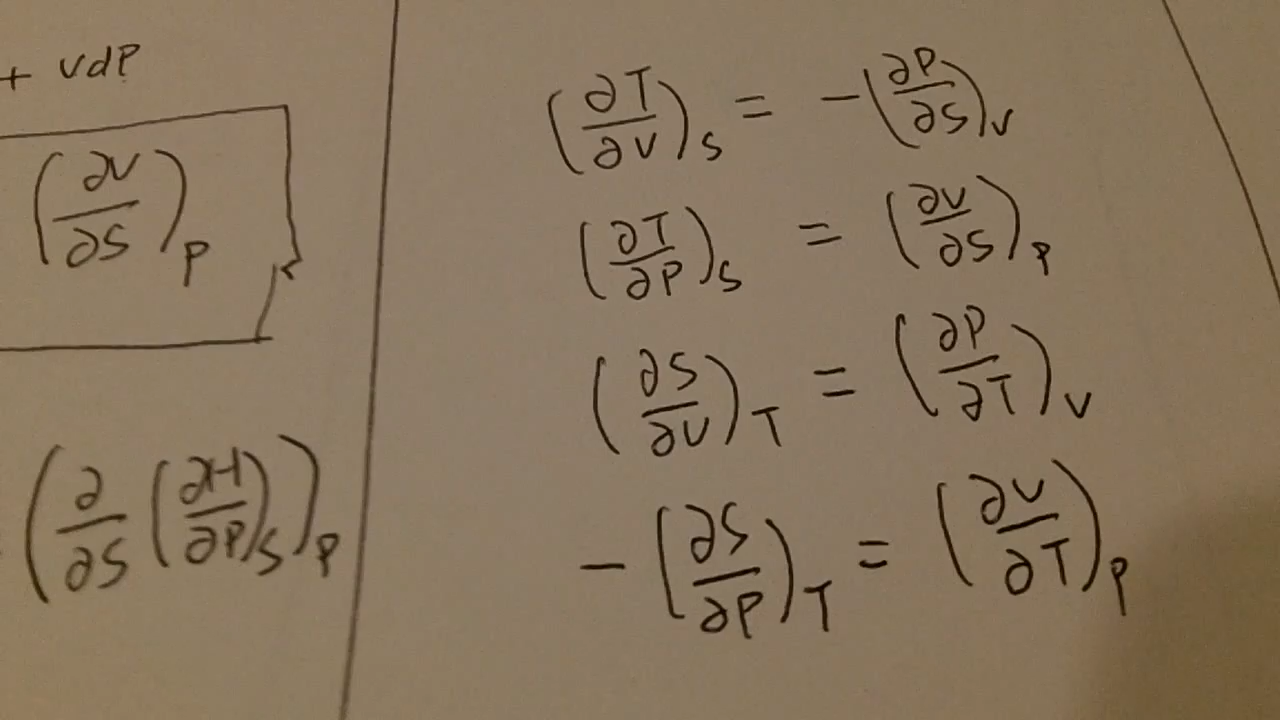 + VdP
(∂V/∂S)_P
(∂/∂S (∂H/∂P)_S)_P
(∂T/∂V)_S = -(∂P/∂S)_V
(∂T/∂P)_S = (∂V/∂S)_P
(∂S/∂V)_T = (∂P/∂T)_V
-(∂S/∂P)_T = (∂V/∂T)_P